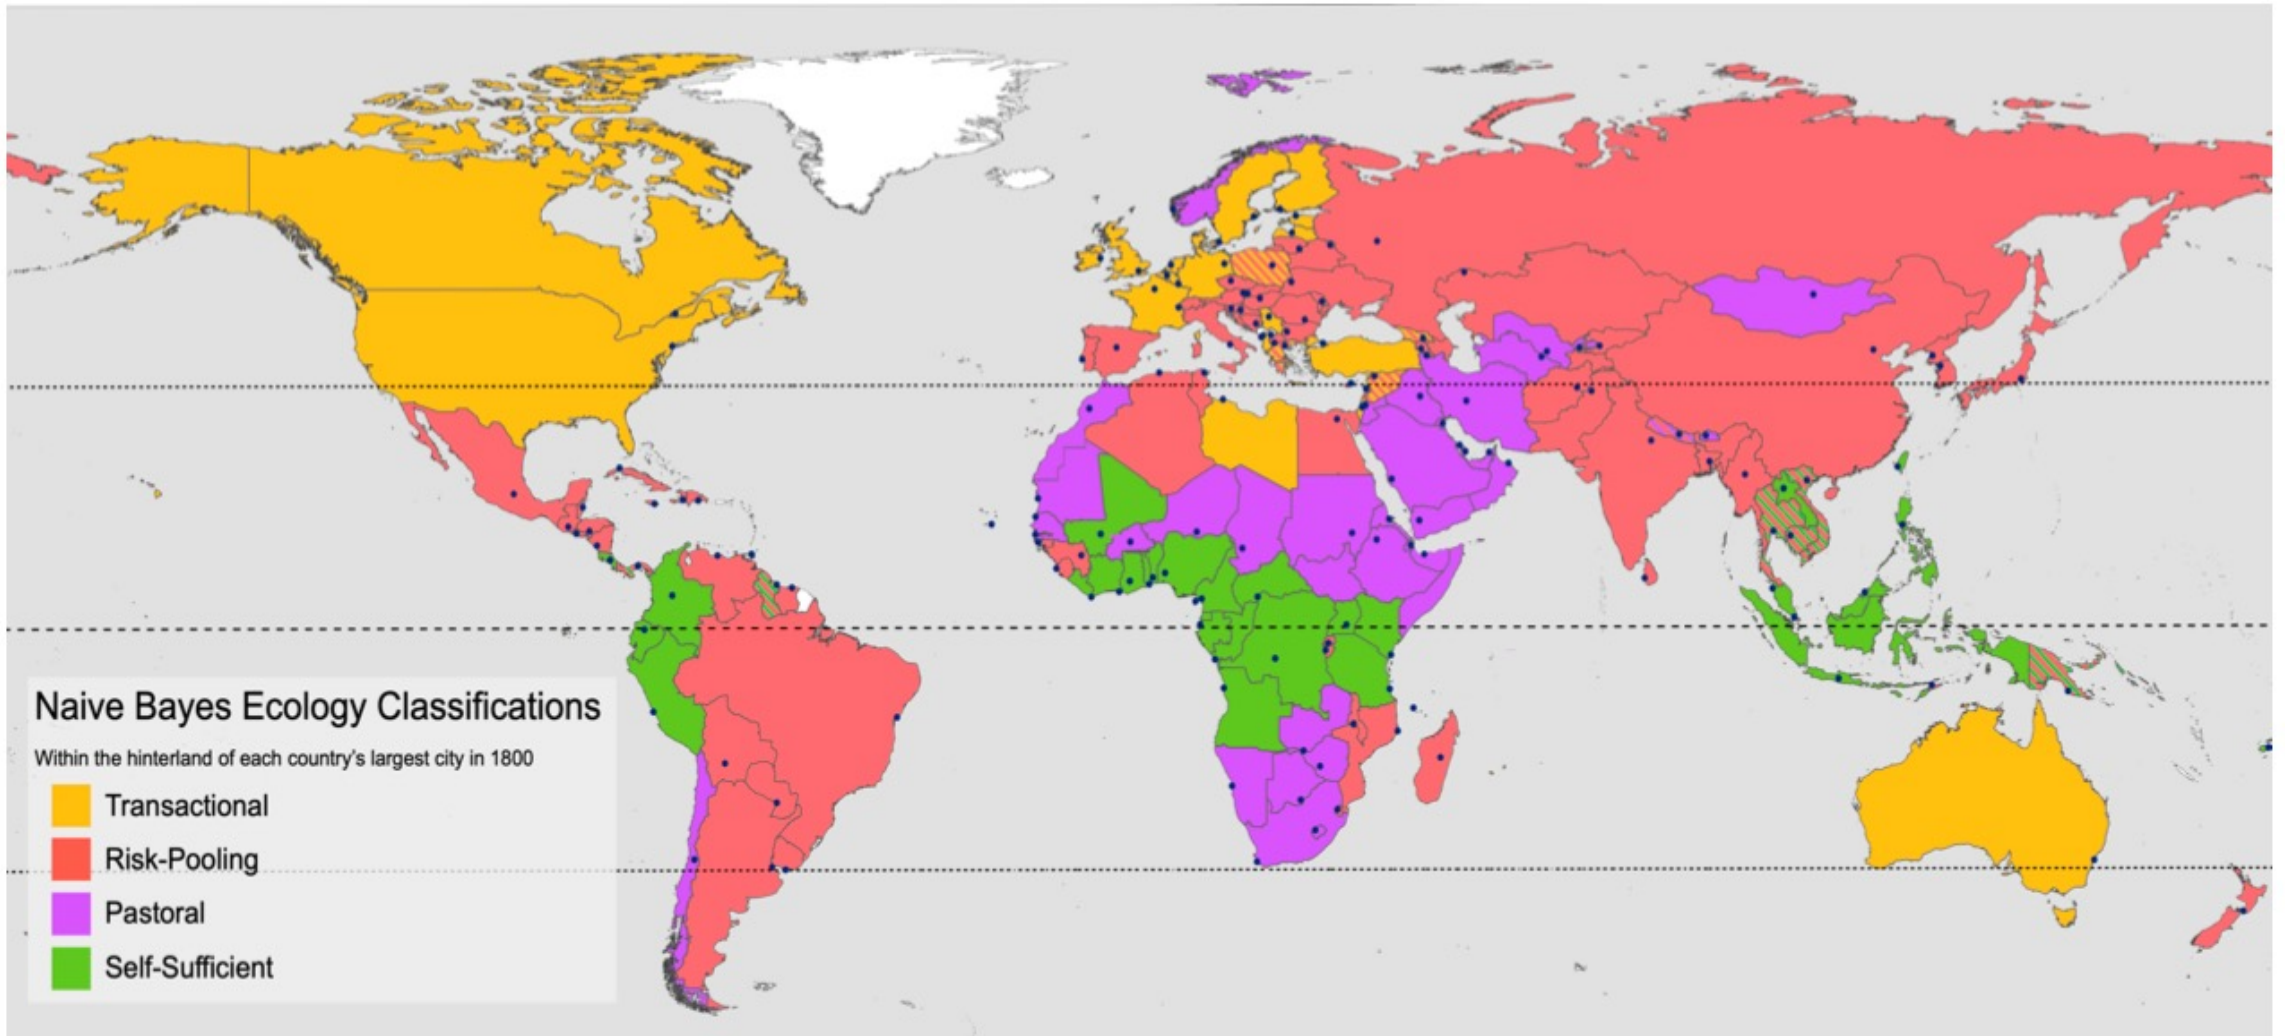 Naive Bayes Ecology Classifications
Within the hinterland of each country's largest city in 1800
Transactional
Risk-Pooling
Pastoral
Self-Sufficient